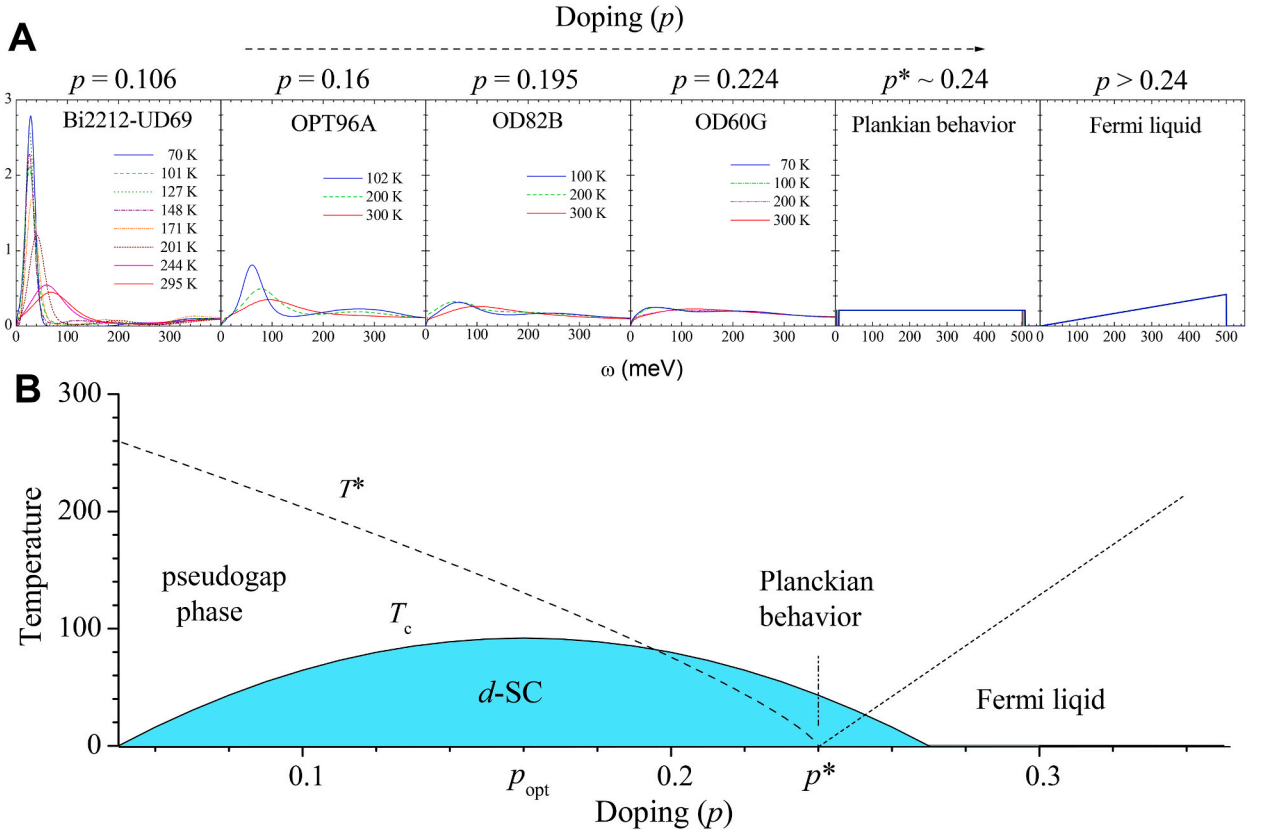 Doping (p)
A
p = 0.106
p = 0.16
p = 0.195
p = 0.224
p* ~ 0.24
p > 0.24
3
2
1
0
Bi2212-UD69
70 K
101 K
127 K
148 K
171 K
201 K
244 K
295 K
OPT96A
102 K
200 K
300 K
OD82B
100 K
200 K
300 K
OD60G
70 K
100 K
200 K
300 K
Plankian behavior
Fermi liquid
0 100 200 300
0 100 200 300
0 100 200 300
0 100 200 300
0 100 200 300 400 500
0 100 200 300 400 500
ω (meV)
B
300
200
100
0
Temperature
T*
pseudogap
phase
Tc
d-SC
Planckian
behavior
Fermi liqid
0.1 popt 0.2 p* 0.3
Doping (p)